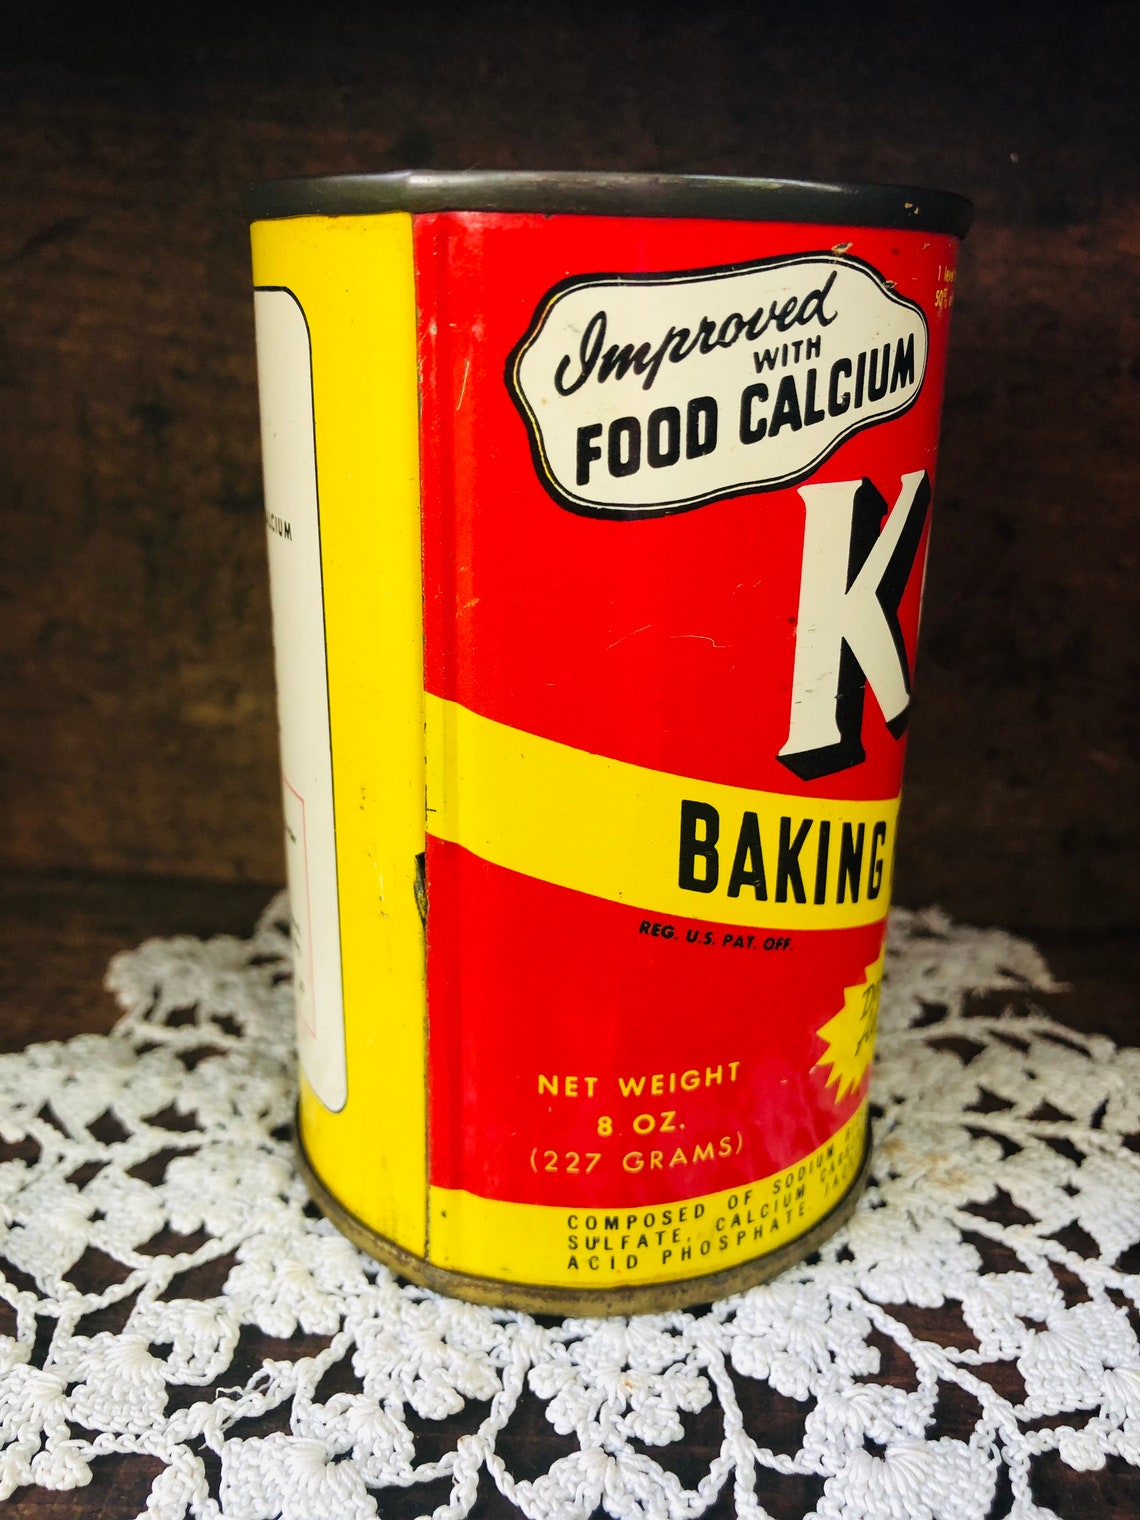 Improved
WITH
FOOD CALCIUM
K
BAKING
REG. U.S. PAT. OFF.
NET WEIGHT
8 OZ.
(227 GRAMS)
COMPOSED OF SODIUM
SULFATE, CALCIUM
ACID PHOSPHATE.